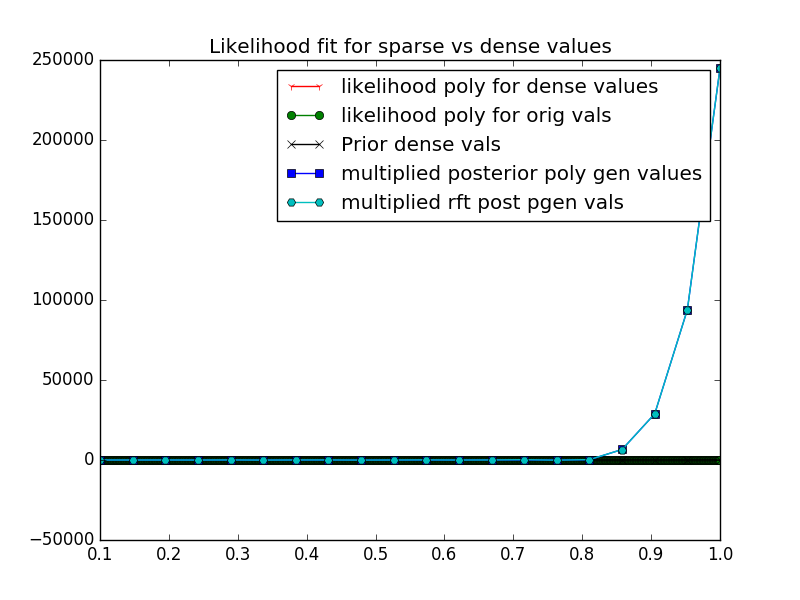 Likelihood fit for sparse vs dense values
250000
200000
150000
100000
50000
0
−50000
likelihood poly for dense values
likelihood poly for orig vals
Prior dense vals
multiplied posterior poly gen values
multiplied rft post pgen vals
0.1 0.2 0.3 0.4 0.5 0.6 0.7 0.8 0.9 1.0